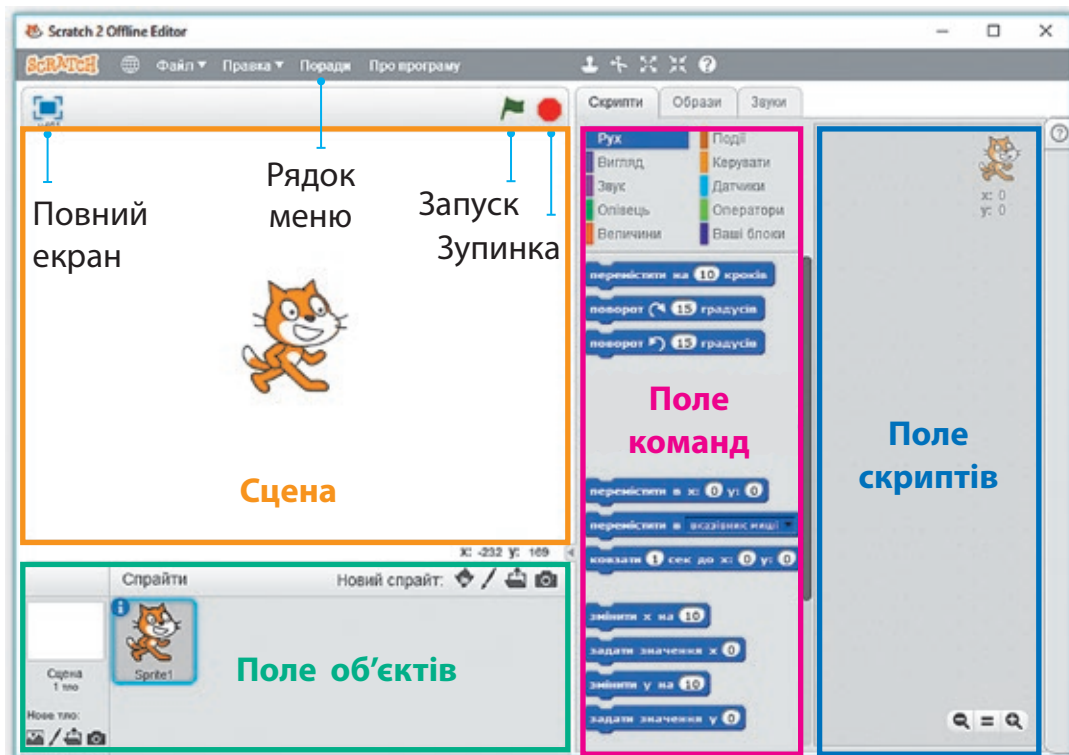 Scratch 2 Offline Editor
SCRATCH Файл Правка Поради Про програму
Скрипти Образи Звуки
Повний екран
Рядок меню
Запуск
Зупинка
Сцена
x: -232 y: 169
Рух Події
Вигляд Керувати
Звук Датчики
Олівець Оператори
Величини Ваші блоки
перемістити на 10 кроків
поворот 15 градусів
поворот 15 градусів
Поле команд
перемістити в x: 0 y: 0
перемістити в вказівник миші
ковзати 1 сек до x: 0 y: 0
змінити x на 10
задати значення x 0
змінити y на 10
задати значення y 0
x: 0
y: 0
Поле скриптів
Спрайти Новий спрайт:
Сцена
1 тло
Sprite1
Поле об’єктів
Нове тло: